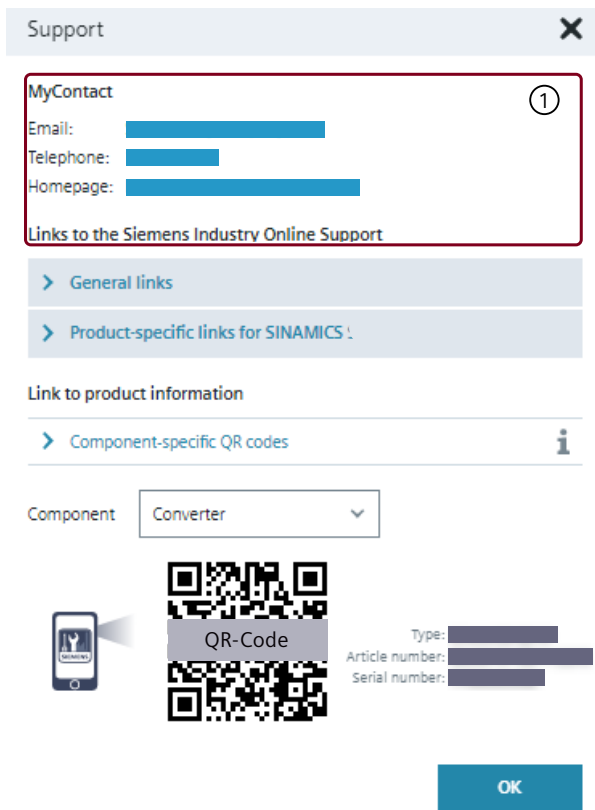 Support
MyContact
1
Email:
Telephone:
Homepage:
Links to the Siemens Industry Online Support
General links
Product-specific links for SINAMICS
Link to product information
Component-specific QR codes
Component
Converter
QR-Code
SIEMENS
Type:
Article number:
Serial number:
OK